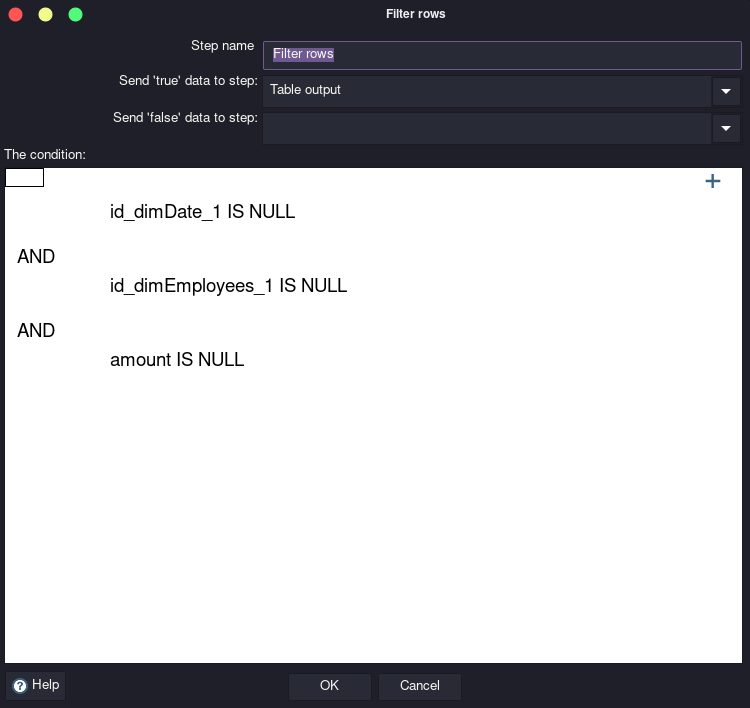 Filter rows
Step name Filter rows
Send 'true' data to step: Table output
Send 'false' data to step:
The condition:
id_dimDate_1 IS NULL
AND
id_dimEmployees_1 IS NULL
AND
amount IS NULL
Help OK Cancel